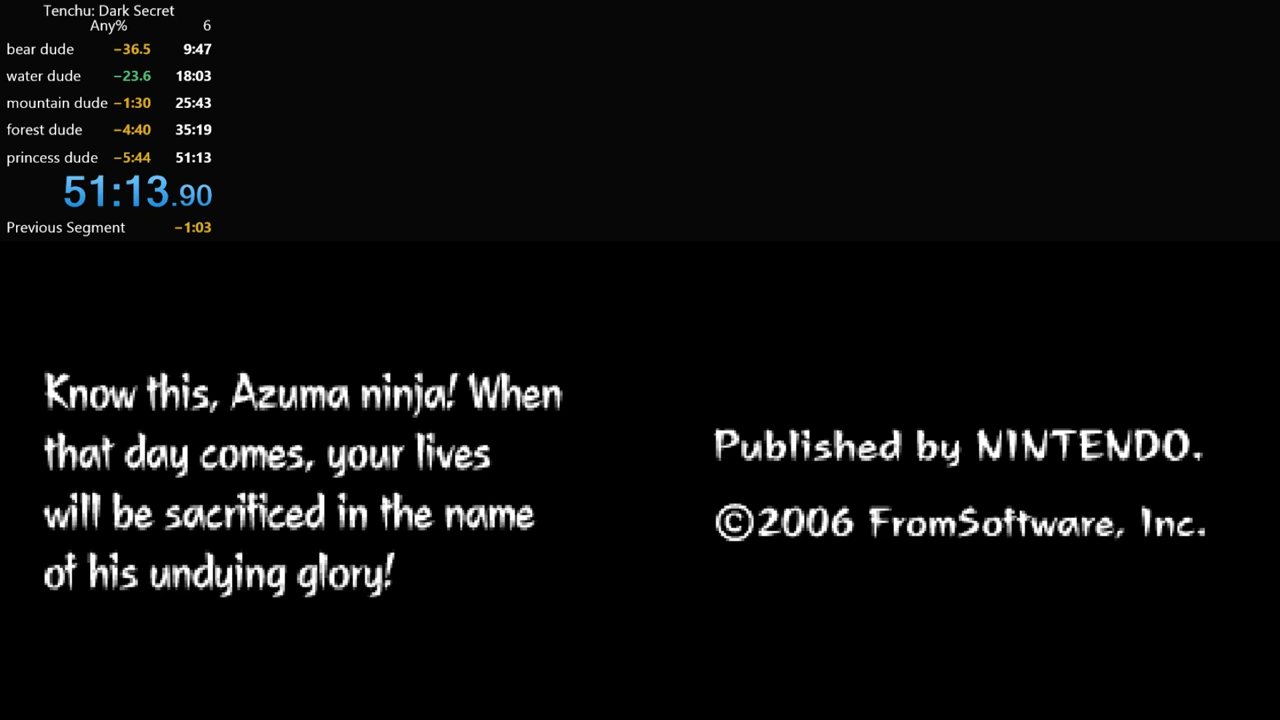 Tenchu: Dark Secret
Any% 6
bear dude −36.5 9:47
water dude −23.6 18:03
mountain dude −1:30 25:43
forest dude −4:40 35:19
princess dude −5:44 51:13
51:13.90
Previous Segment −1:03
Know this, Azuma ninja! When
that day comes, your lives
will be sacrificed in the name
of his undying glory!
Published by NINTENDO.
©2006 FromSoftware, Inc.